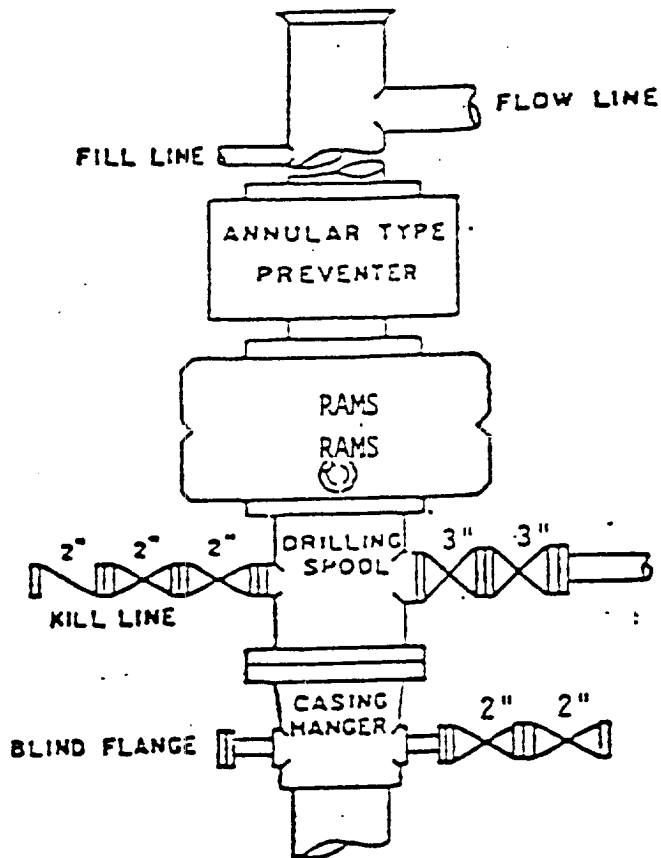 FLOW LINE
FILL LINE
ANNULAR TYPE
PREVENTER
RAMS
RAMS
2" 2" 2"
DRILLING
SPOOL
3" 3"
KILL LINE
CASING
HANGER
2" 2"
BLIND FLANGE